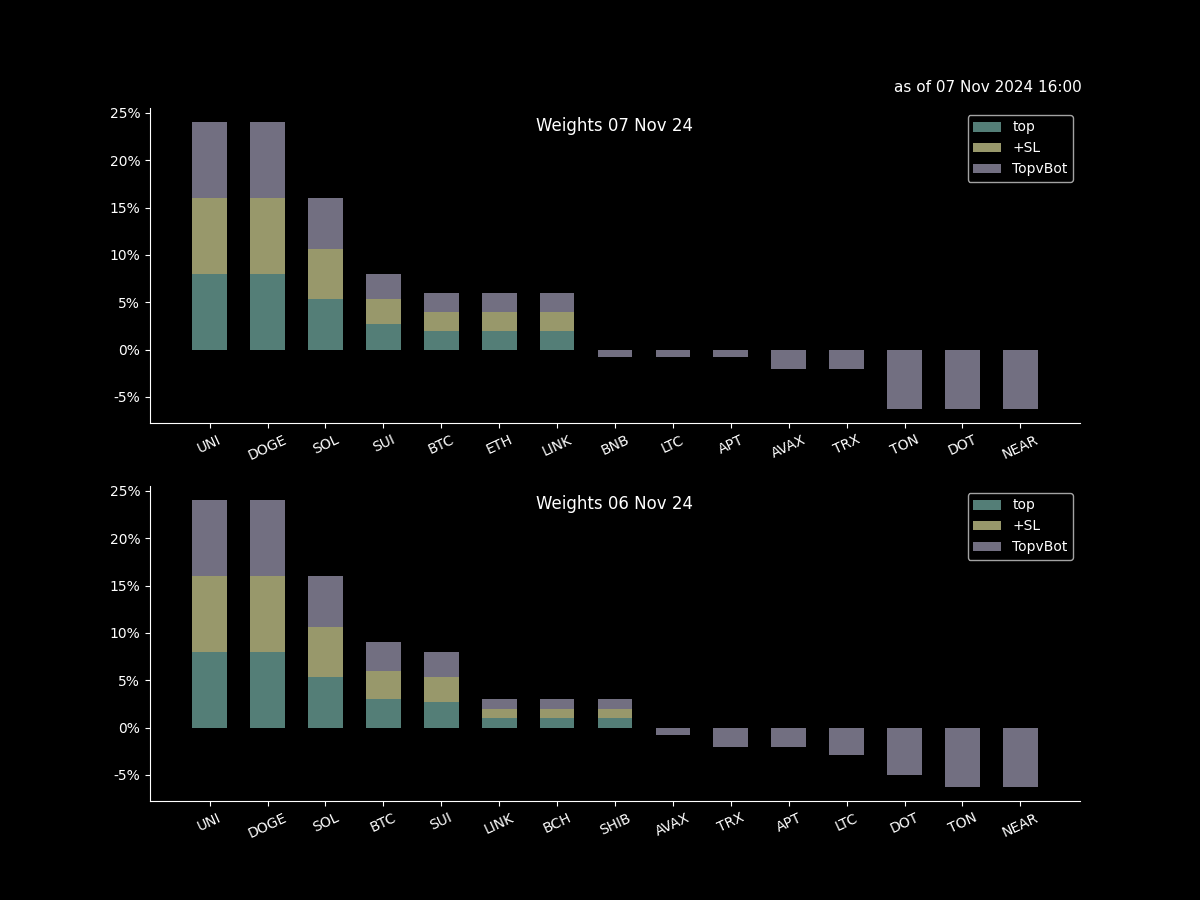 as of 07 Nov 2024 16:00
Weights 07 Nov 24
top
+SL
TopvBot
25%
20%
15%
10%
5%
0%
-5%
UNI DOGE SOL SUI BTC ETH LINK BNB LTC APT AVAX TRX TON DOT NEAR
Weights 06 Nov 24
top
+SL
TopvBot
25%
20%
15%
10%
5%
0%
-5%
UNI DOGE SOL BTC SUI LINK BCH SHIB AVAX TRX APT LTC DOT TON NEAR